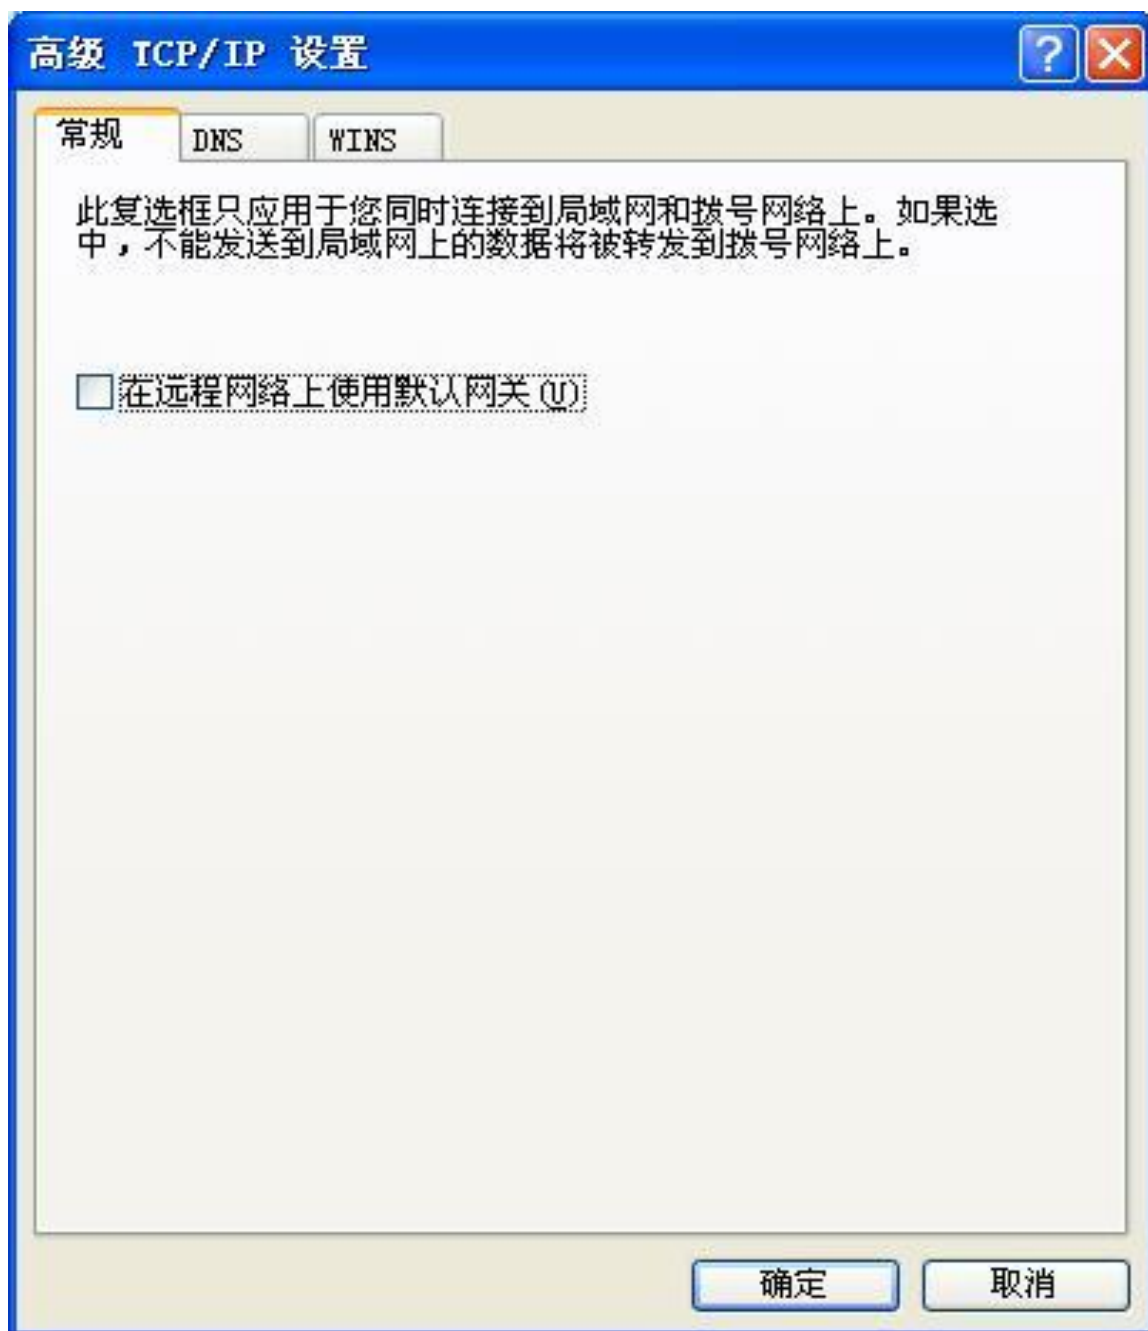 高级 TCP/IP 设置
常规 DNS WINS
此复选框只应用于您同时连接到局域网和拨号网络上。如果选
中，不能发送到局域网上的数据将被转发到拨号网络上。
在远程网络上使用默认网关(U)
确定 取消